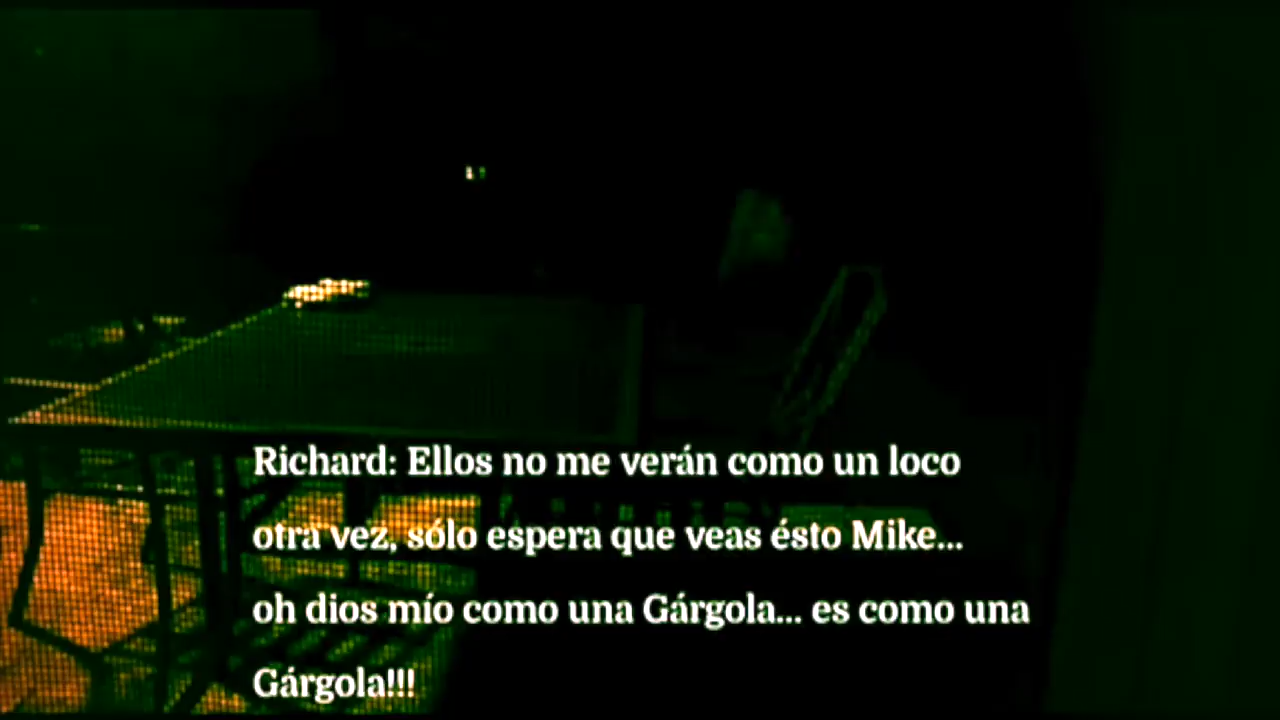 Richard: Ellos no me verán como un loco
otra vez, sólo espera que veas ésto Mike...
oh dios mío como una Gárgola... es como una
Gárgola!!!